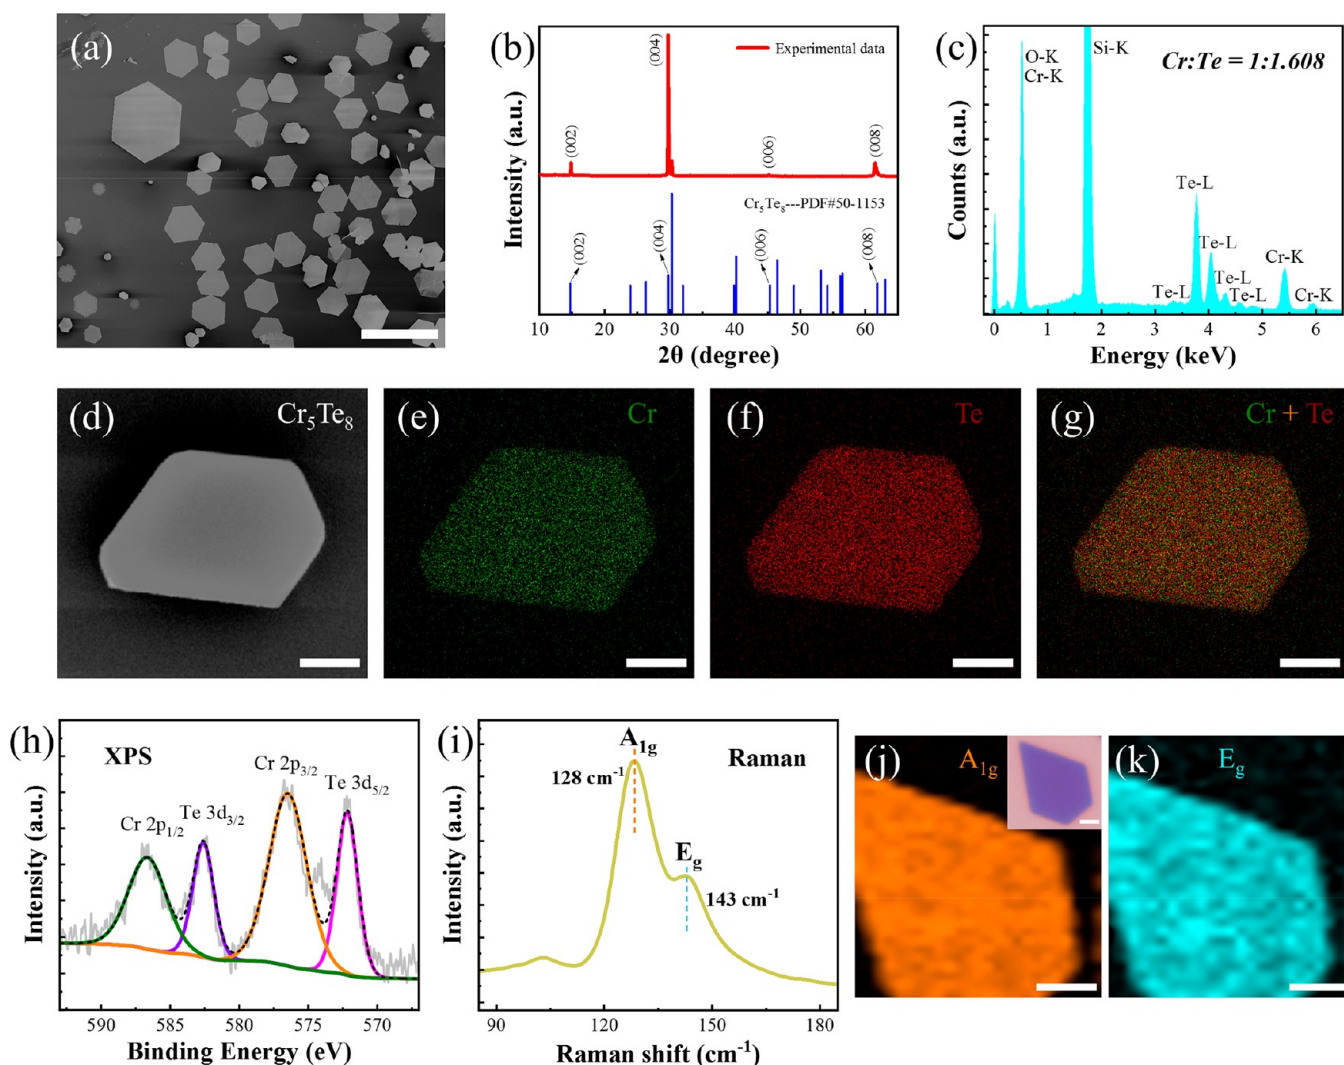 (a)
(b)
(004)
Experimental data
(002)
(006)
(008)
Cr₅Te₈---PDF#50-1153
(002)
(004)
(006)
(008)
Intensity (a.u.)
10 20 30 40 50 60
2θ (degree)
(c)
O-K
Cr-K
Si-K
Cr:Te = 1:1.608
Te-L
Te-L
Te-L
Te-L
Te-L
Cr-K
Cr-K
Counts (a.u.)
0 1 2 3 4 5 6
Energy (keV)
(d) Cr₅Te₈
(e) Cr
(f) Te
(g) Cr + Te
(h)
XPS
Cr 2p₁/₂
Te 3d₃/₂
Cr 2p₃/₂
Te 3d₅/₂
Intensity (a.u.)
590 585 580 575 570
Binding Energy (eV)
(i)
A₁g
Raman
128 cm⁻¹
Eg
143 cm⁻¹
Intensity (a.u.)
90 120 150 180
Raman shift (cm⁻¹)
(j) A₁g
(k) Eg